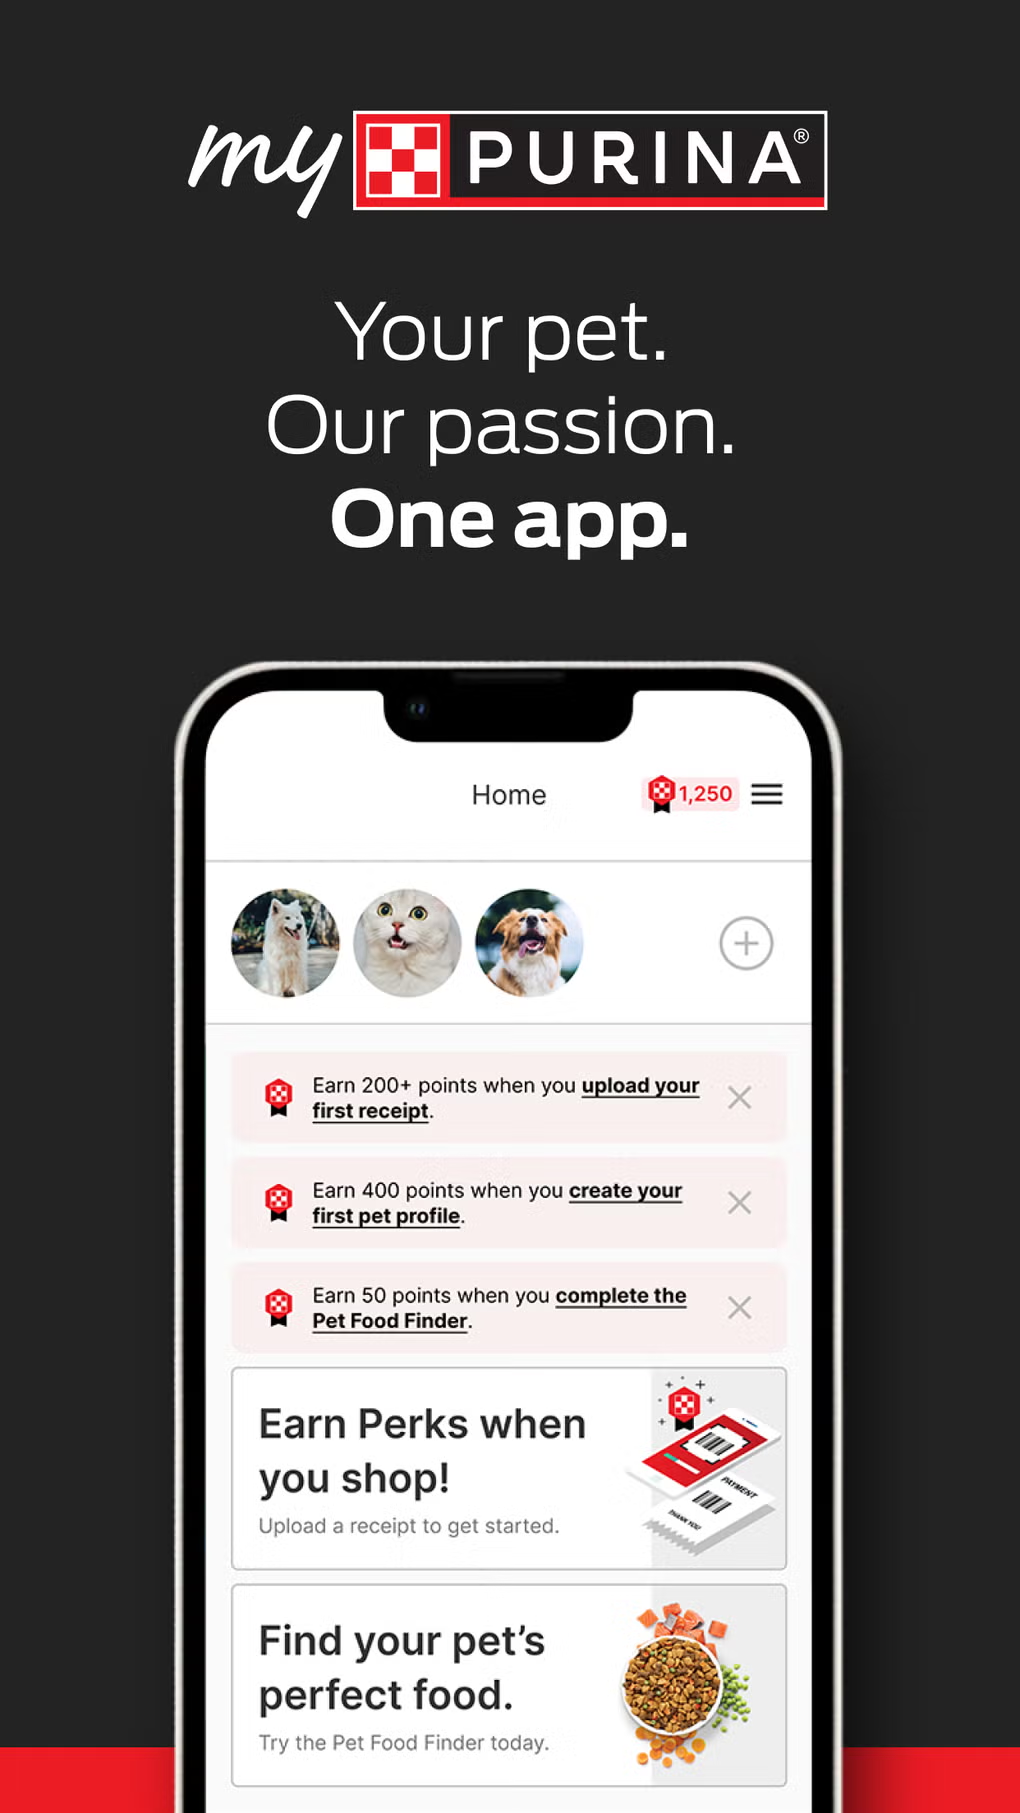 my PURINA®
Your pet.
Our passion.
One app.
Home
1,250
Earn 200+ points when you upload your
first receipt.
Earn 400 points when you create your
first pet profile.
Earn 50 points when you complete the
Pet Food Finder.
Earn Perks when
you shop!
Upload a receipt to get started.
PAYMENT
THANK YOU!
Find your pet’s
perfect food.
Try the Pet Food Finder today.